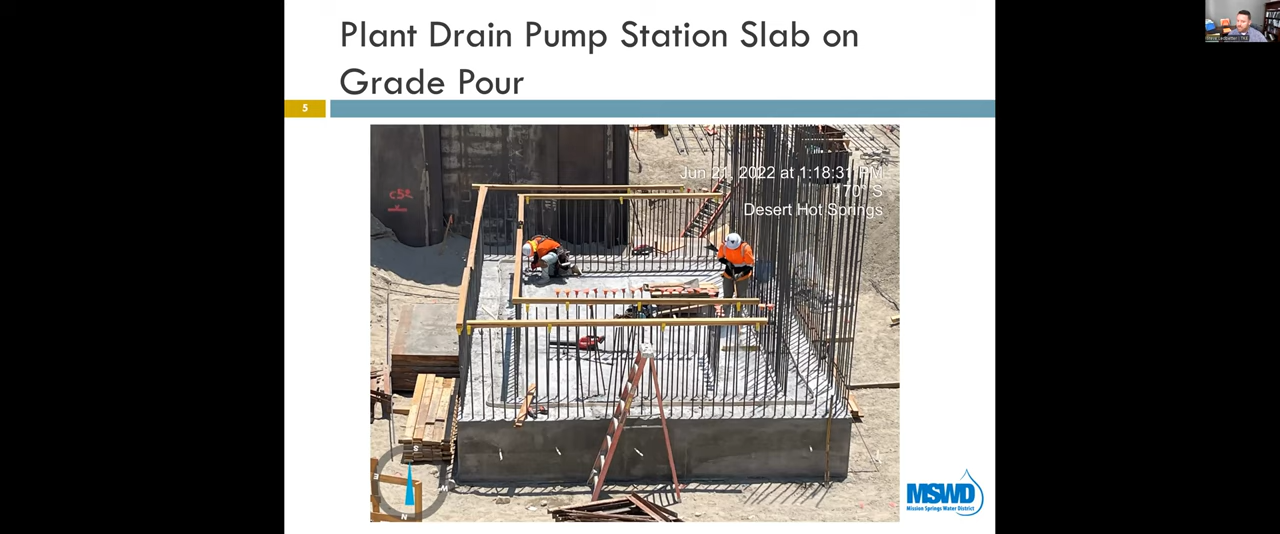 Plant Drain Pump Station Slab on
Grade Pour
5
Jun 21, 2022 at 1:18:31 PM
170° S
Desert Hot Springs
C52
S
E
W
N
MSWD
Mission Springs Water District